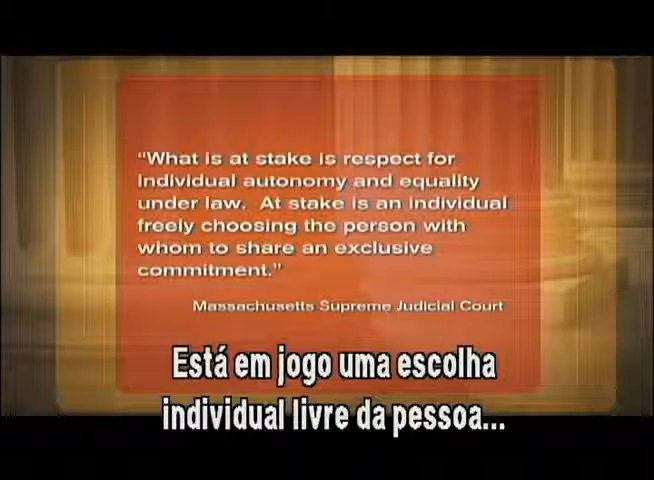 “What is at stake is respect for
individual autonomy and equality
under law. At stake is an individual
freely choosing the person with
whom to share an exclusive
commitment.”
Massachusetts Supreme Judicial Court
Está em jogo uma escolha
individual livre da pessoa...